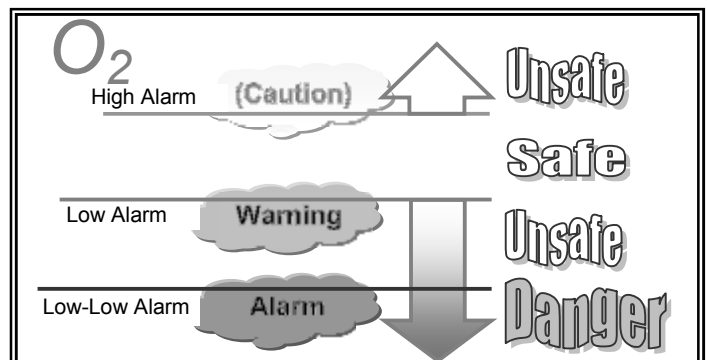 O2
High Alarm (Caution) Unsafe
Safe
Low Alarm Warning Unsafe
Low-Low Alarm Alarm Danger